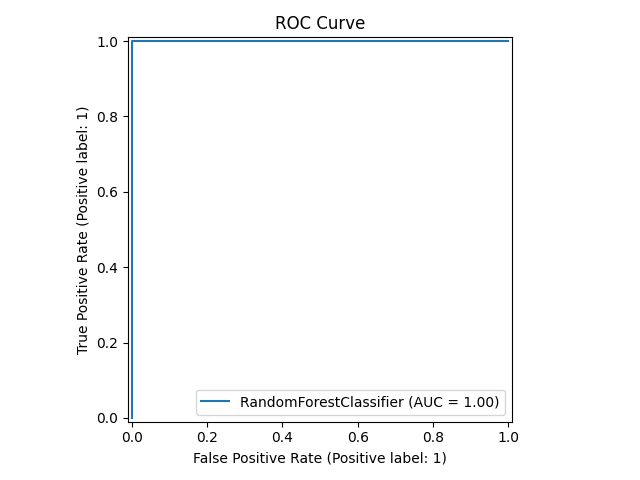 ROC Curve
True Positive Rate (Positive label: 1)
1.0
0.8
0.6
0.4
0.2
0.0
RandomForestClassifier (AUC = 1.00)
0.0 0.2 0.4 0.6 0.8 1.0
False Positive Rate (Positive label: 1)